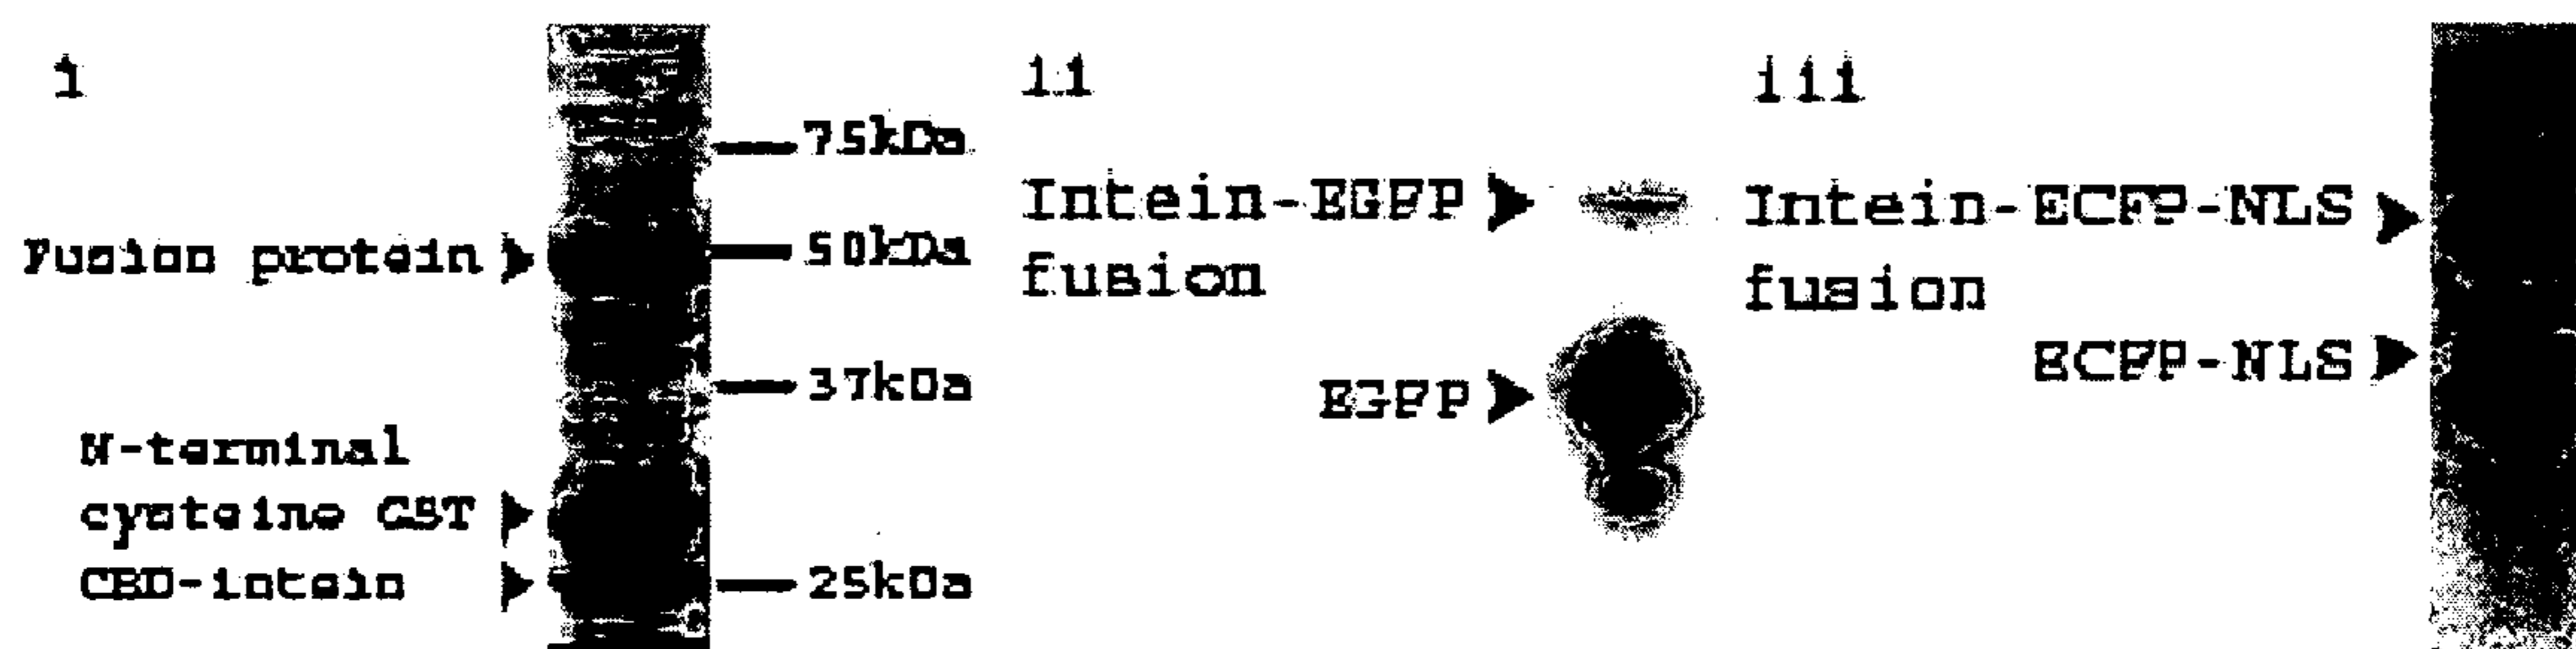 i
75kDa
Fusion protein
50kDa
37kDa
N-terminal
cysteine GST
CBD-intein
25kDa
ii
Intein-EGFP
fusion
EGFP
iii
Intein-ECFP-NLS
fusion
ECFP-NLS